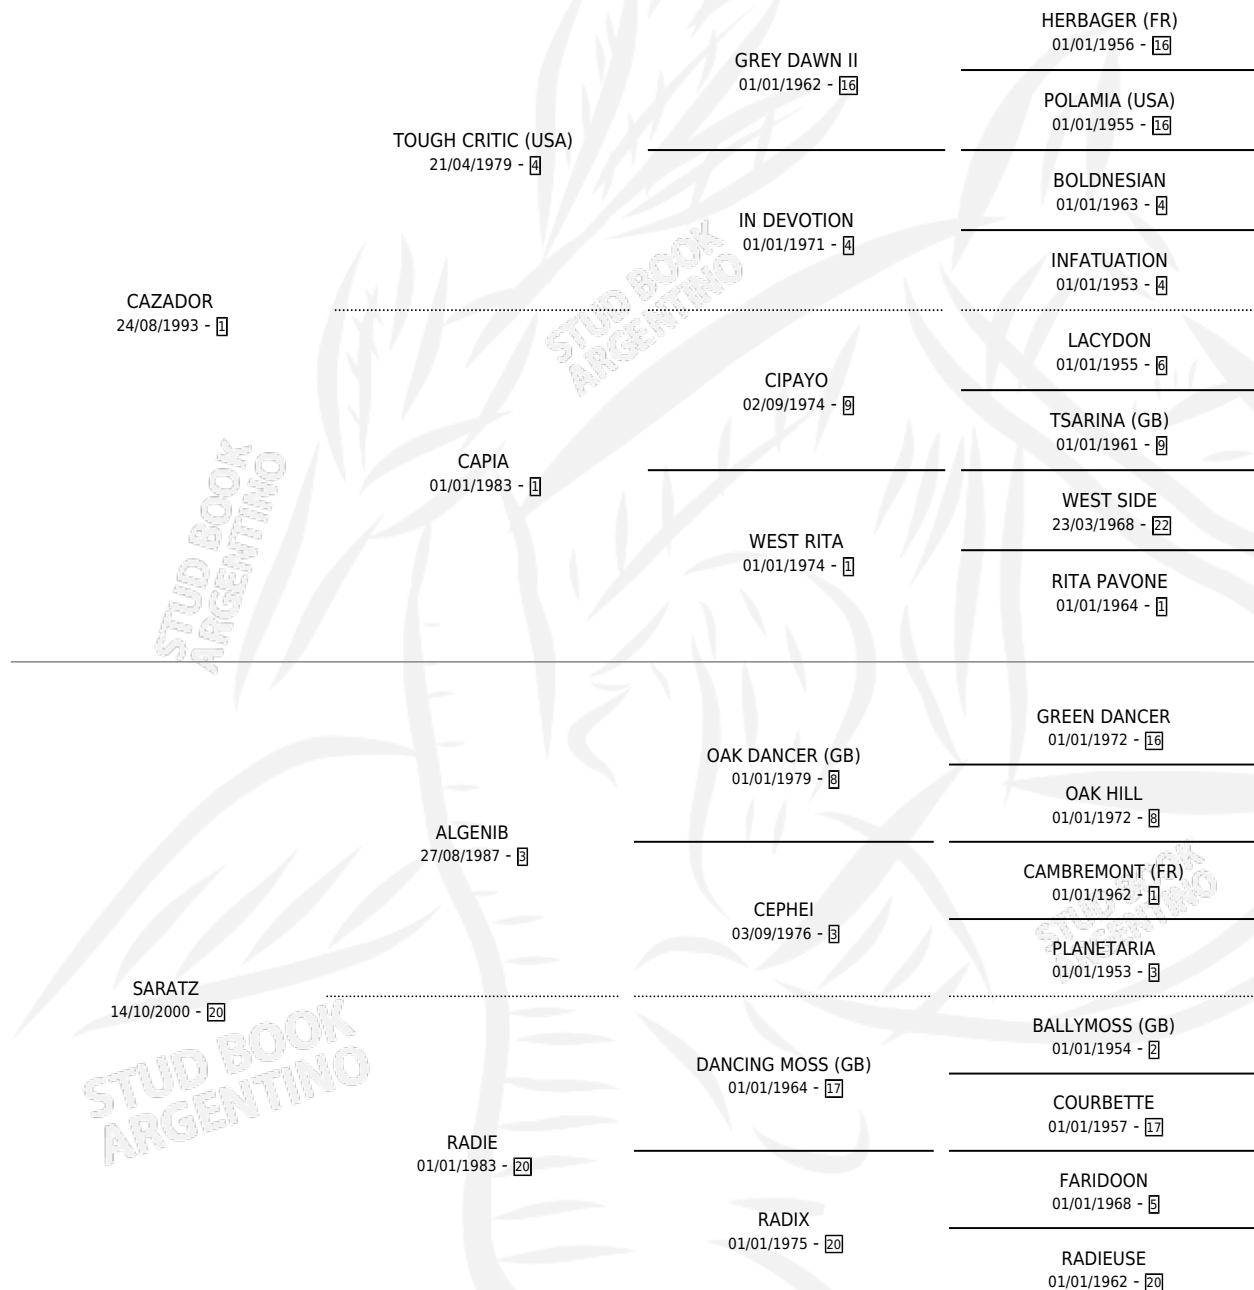 HERBAGER (FR)
01/01/1956 - 16
GREY DAWN II
01/01/1962 - 16
POLAMIA (USA)
01/01/1955 - 16
TOUGH CRITIC (USA)
21/04/1979 - 4
BOLDNESIAN
01/01/1963 - 4
IN DEVOTION
01/01/1971 - 4
INFATUATION
01/01/1953 - 4
CAZADOR
24/08/1993 - 1
STUD BOOK
ARGENTINO
LACYDON
01/01/1955 - 6
CIPAYO
02/09/1974 - 9
TSARINA (GB)
01/01/1961 - 9
CAPIA
01/01/1983 - 1
WEST SIDE
23/03/1968 - 22
WEST RITA
01/01/1974 - 1
RITA PAVONE
01/01/1964 - 1
STUD BOOK
ARGENTINO
GREEN DANCER
01/01/1972 - 16
OAK DANCER (GB)
01/01/1979 - 8
OAK HILL
01/01/1972 - 8
ALGENIB
27/08/1987 - 3
CAMBREMONT (FR)
01/01/1962 - 1
CEPHEI
03/09/1976 - 3
STUD BOOK
ARGENTINO
PLANETARIA
01/01/1953 - 3
SARATZ
14/10/2000 - 20
STUD BOOK
ARGENTINO
BALLYMOSS (GB)
01/01/1954 - 2
DANCING MOSS (GB)
01/01/1964 - 17
COURBETTE
01/01/1957 - 17
RADIE
01/01/1983 - 20
FARIDOON
01/01/1968 - 5
RADIX
01/01/1975 - 20
RADIEUSE
01/01/1962 - 20